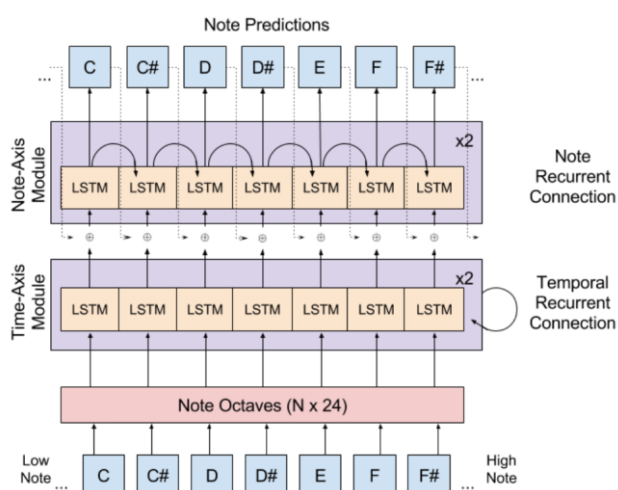 Note Predictions
... C C# D D# E F F# ...
Note-Axis
Module
x2
LSTM LSTM LSTM LSTM LSTM LSTM LSTM
Note
Recurrent
Connection
⊕ ⊕ ⊕ ⊕ ⊕ ⊕ ⊕
Time-Axis
Module
x2
LSTM LSTM LSTM LSTM LSTM LSTM LSTM
Temporal
Recurrent
Connection
Note Octaves (N x 24)
Low
Note ...
C C# D D# E F F#
... High
Note